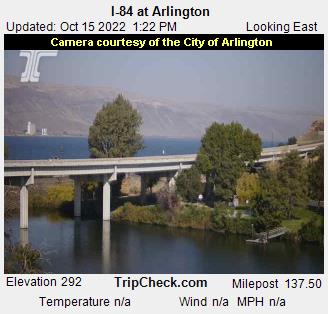 I-84 at Arlington
Updated: Oct 15 2022 1:22 PM Looking East
Camera courtesy of the City of Arlington
Elevation 292 TripCheck.com Milepost 137.50
Temperature n/a Wind n/a MPH n/a